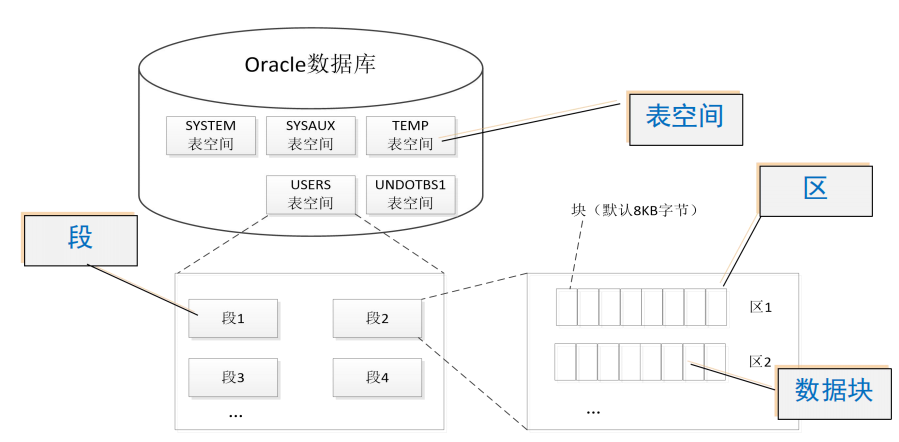 Oracle数据库
SYSTEM
表空间
SYSAUX
表空间
TEMP
表空间
表空间
USERS
表空间
UNDOTBS1
表空间
区
块（默认8KB字节）
段
段1
段2
区1
段3
段4
区2
数据块
...
...